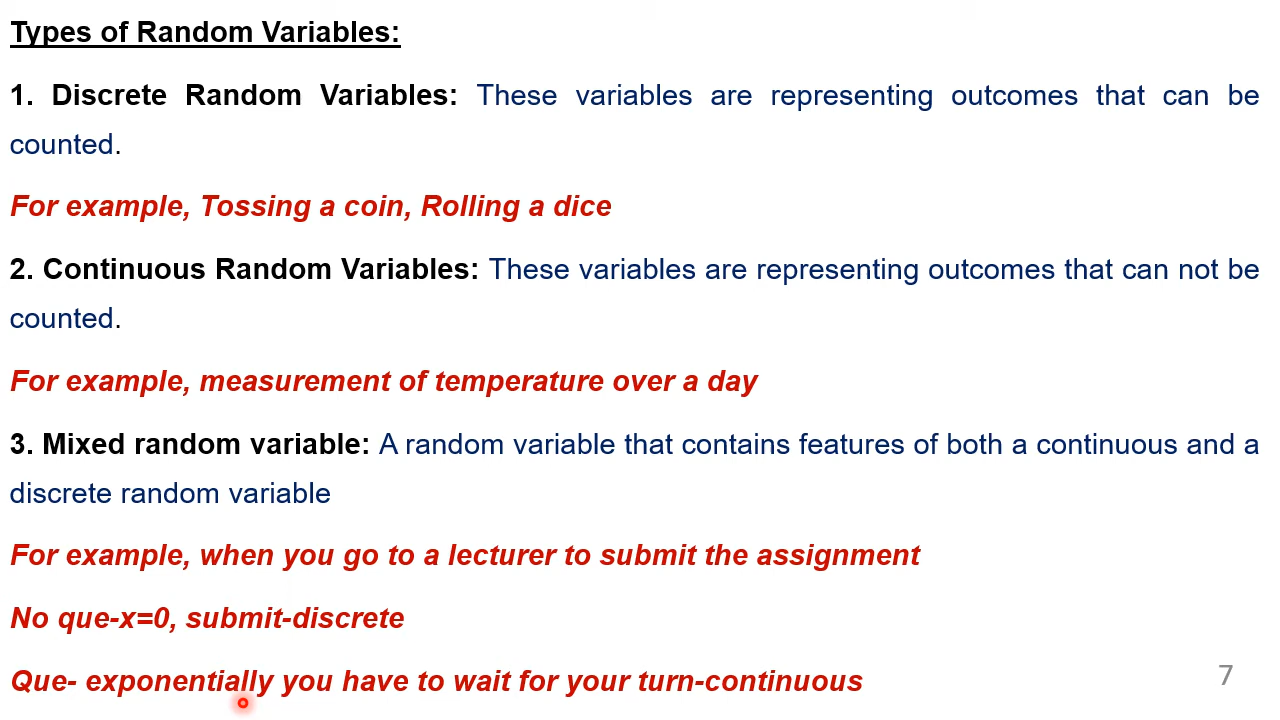 Types of Random Variables:
1. Discrete Random Variables: These variables are representing outcomes that can be
counted.
For example, Tossing a coin, Rolling a dice
2. Continuous Random Variables: These variables are representing outcomes that can not be
counted.
For example, measurement of temperature over a day
3. Mixed random variable: A random variable that contains features of both a continuous and a
discrete random variable
For example, when you go to a lecturer to submit the assignment
No que-x=0, submit-discrete
Que- exponentially you have to wait for your turn-continuous
7